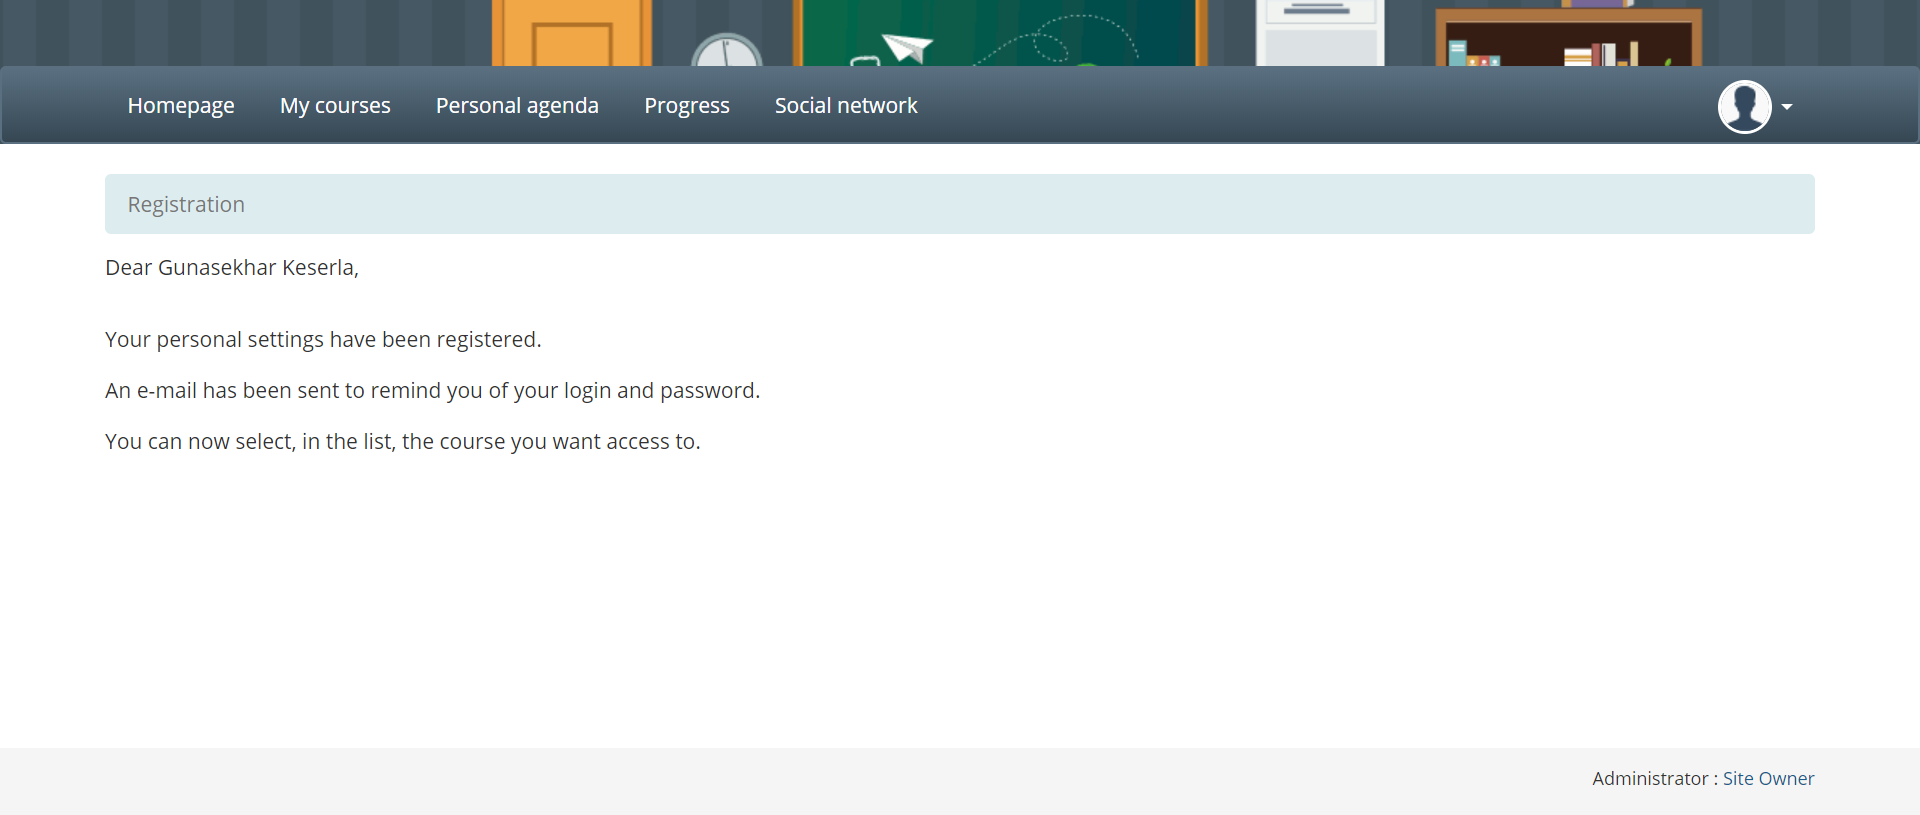 Homepage My courses Personal agenda Progress Social network
Registration
Dear Gunasekhar Keserla,
Your personal settings have been registered.
An e-mail has been sent to remind you of your login and password.
You can now select, in the list, the course you want access to.
Administrator : Site Owner